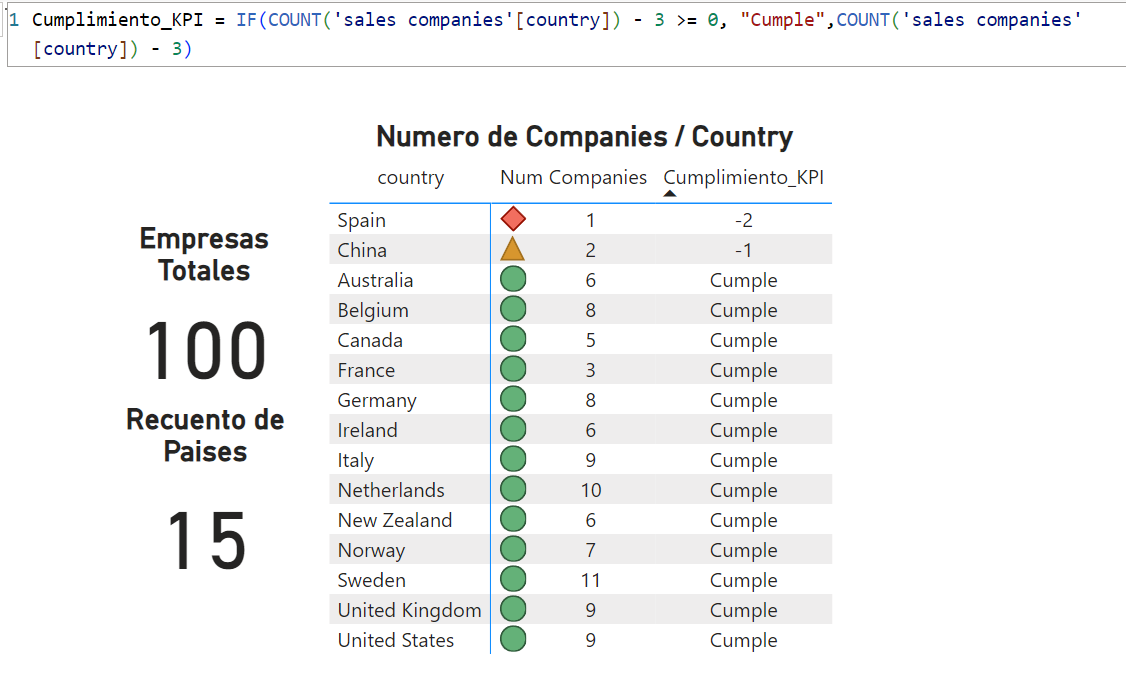 1 Cumplimiento_KPI = IF(COUNT('sales companies'[country]) - 3 >= 0, "Cumple",COUNT('sales companies'
[country]) - 3)
Numero de Companies / Country
country Num Companies Cumplimiento_KPI
Spain 1 -2
China 2 -1
Australia 6 Cumple
Belgium 8 Cumple
Canada 5 Cumple
France 3 Cumple
Germany 8 Cumple
Ireland 6 Cumple
Italy 9 Cumple
Netherlands 10 Cumple
New Zealand 6 Cumple
Norway 7 Cumple
Sweden 11 Cumple
United Kingdom 9 Cumple
United States 9 Cumple
Empresas
Totales
100
Recuento de
Paises
15